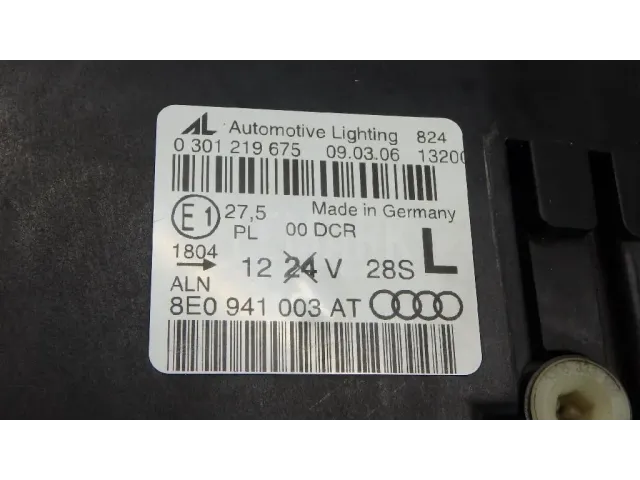 AL Automotive Lighting 824
0 301 219 675 09.03.06 13200
E1 27,5 Made in Germany
PL 00 DCR
1804
→ 12 24 V 28S L
ALN
8E0 941 003 AT